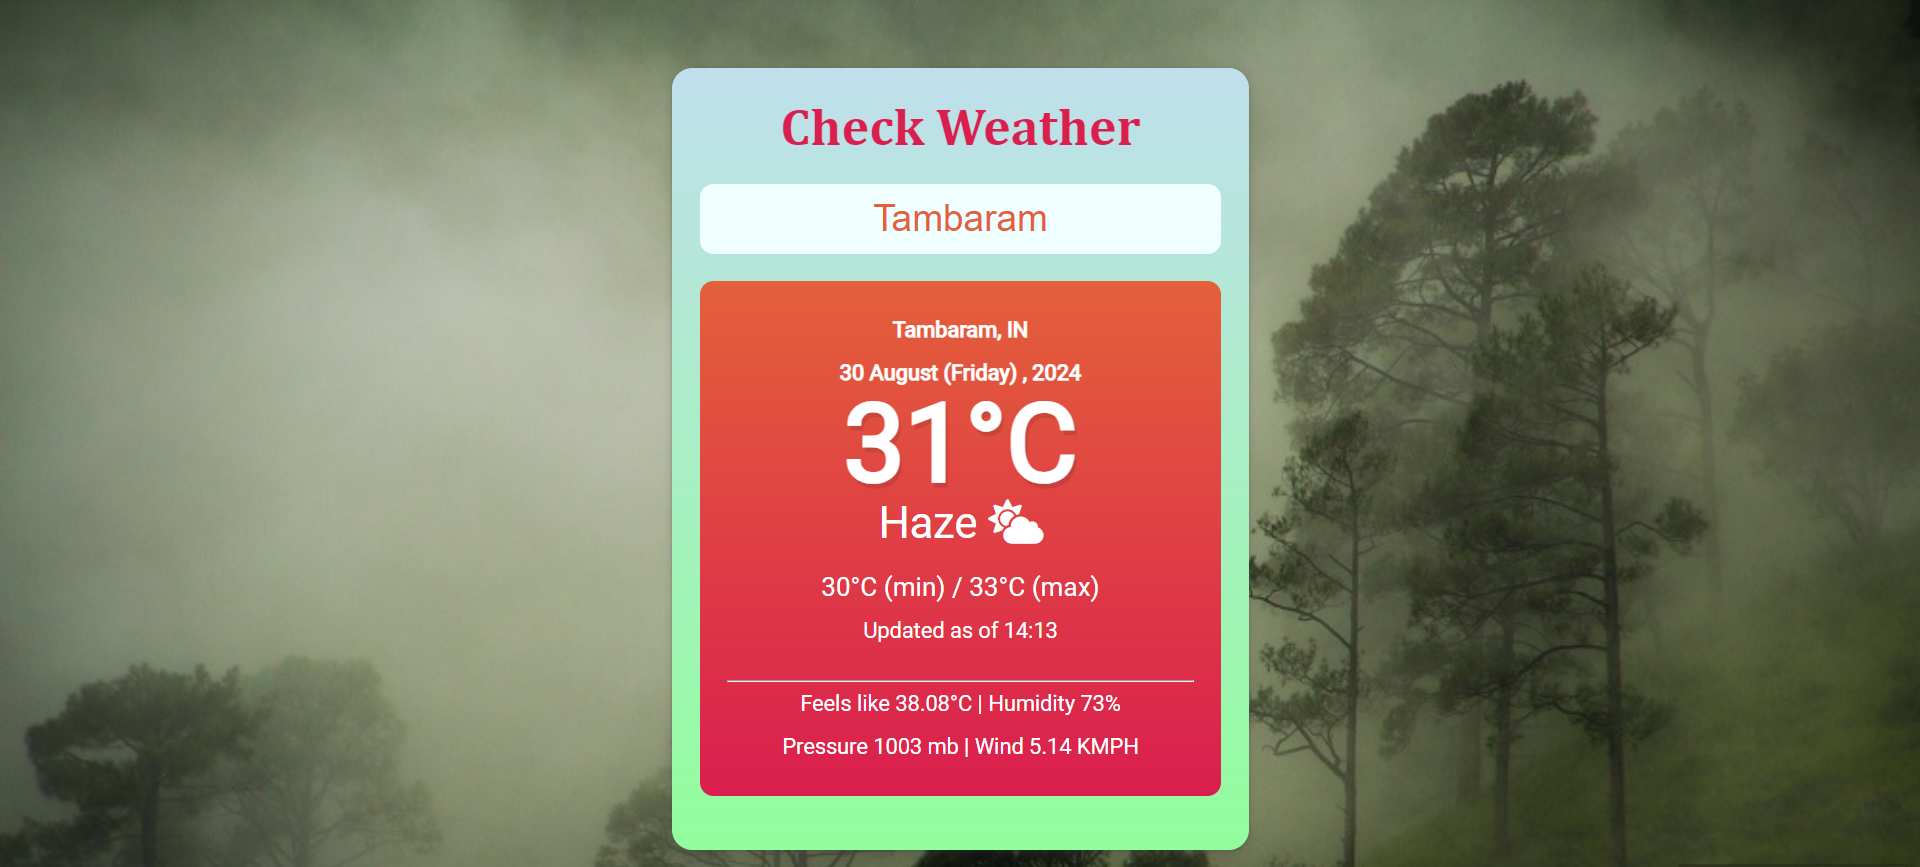 Check Weather
Tambaram
Tambaram, IN
30 August (Friday) , 2024
31°C
Haze
30°C (min) / 33°C (max)
Updated as of 14:13
Feels like 38.08°C | Humidity 73%
Pressure 1003 mb | Wind 5.14 KMPH